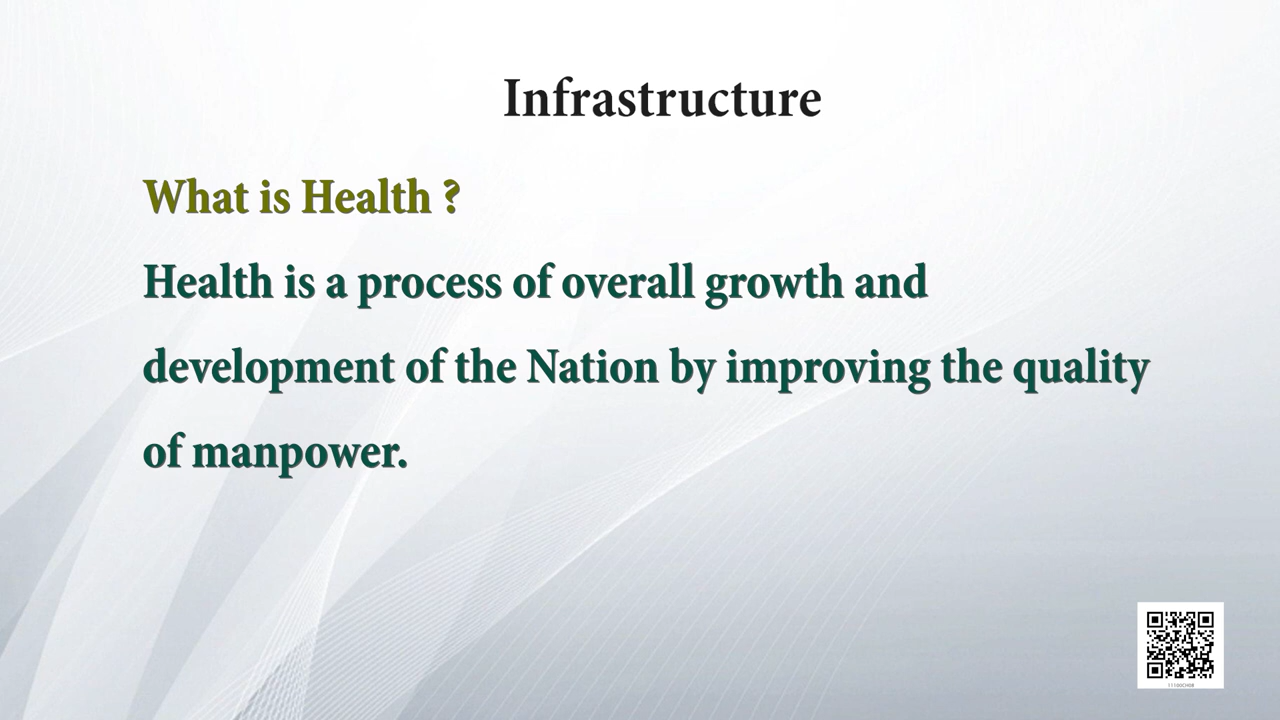 Infrastructure
What is Health ?
Health is a process of overall growth and
development of the Nation by improving the quality
of manpower.